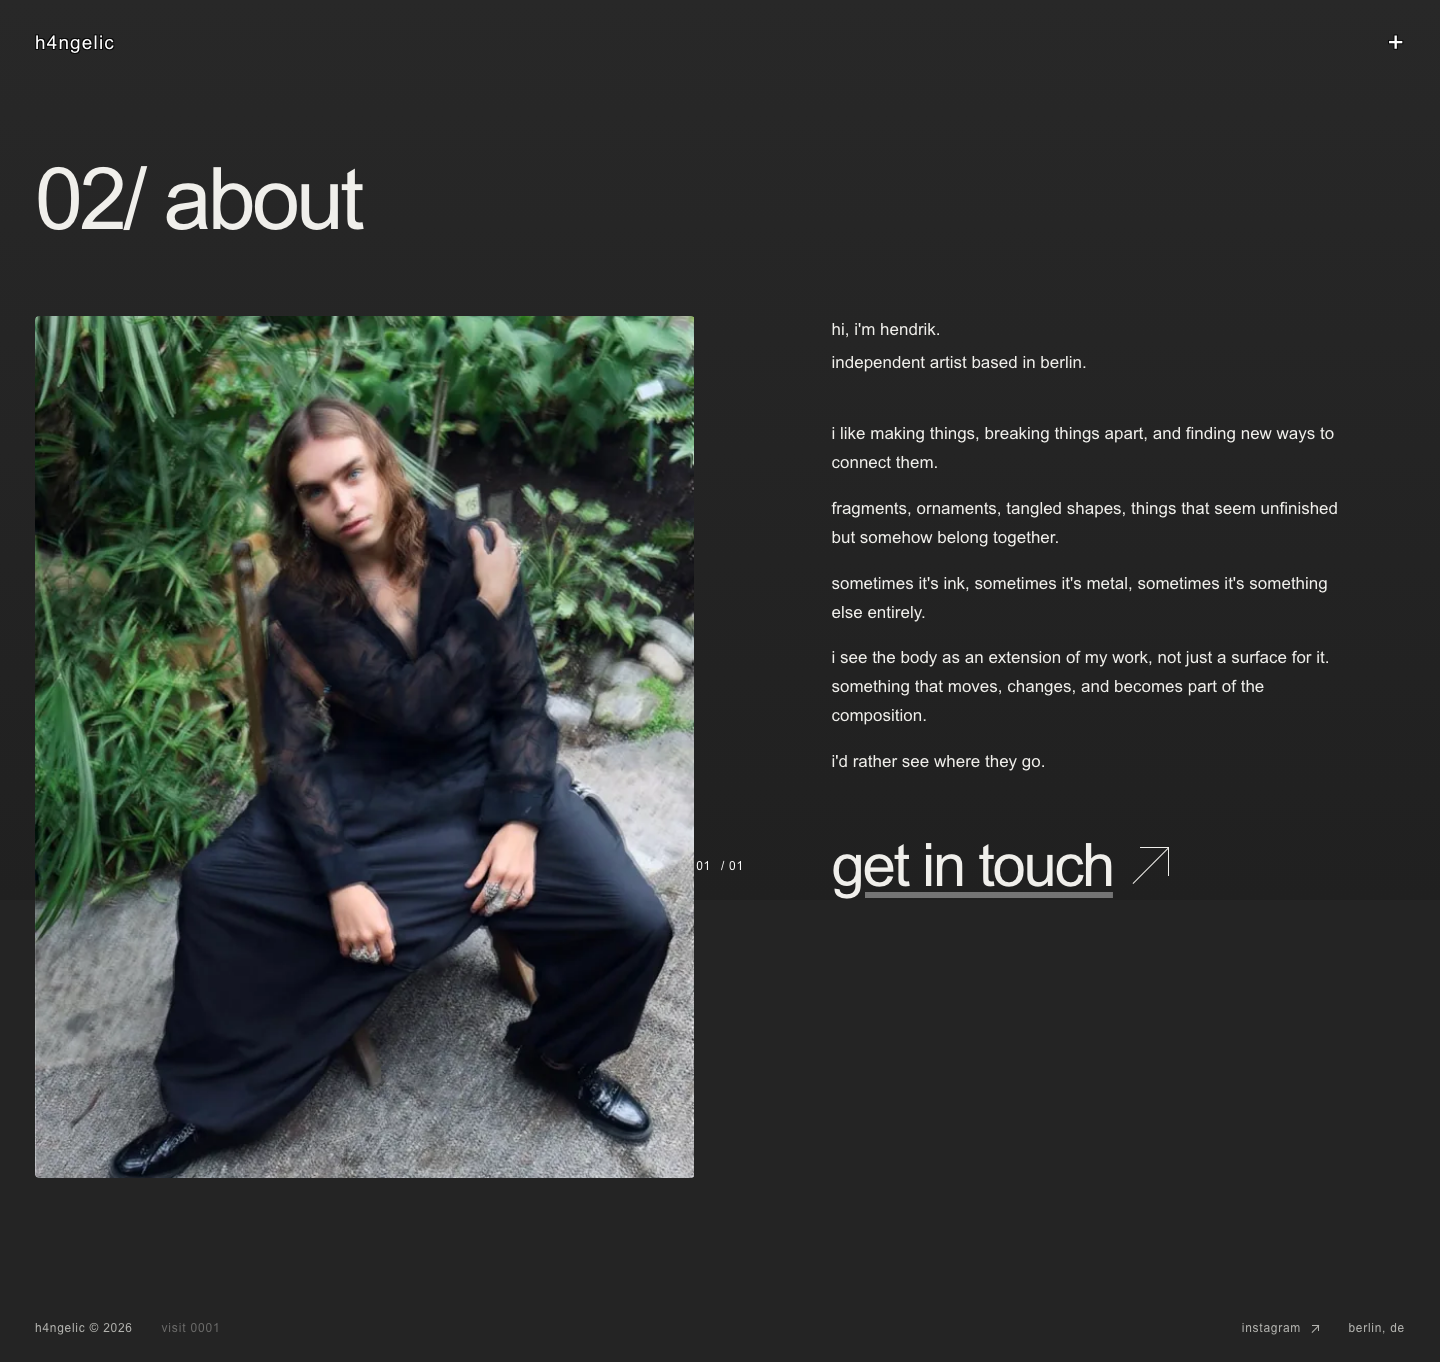 h4ngelic
+
02/ about
hi, i'm hendrik.
independent artist based in berlin.
i like making things, breaking things apart, and finding new ways to
connect them.
fragments, ornaments, tangled shapes, things that seem unfinished
but somehow belong together.
sometimes it's ink, sometimes it's metal, sometimes it's something
else entirely.
i see the body as an extension of my work, not just a surface for it.
something that moves, changes, and becomes part of the
composition.
i'd rather see where they go.
01 / 01
get in touch
h4ngelic © 2026 visit 0001
instagram berlin, de